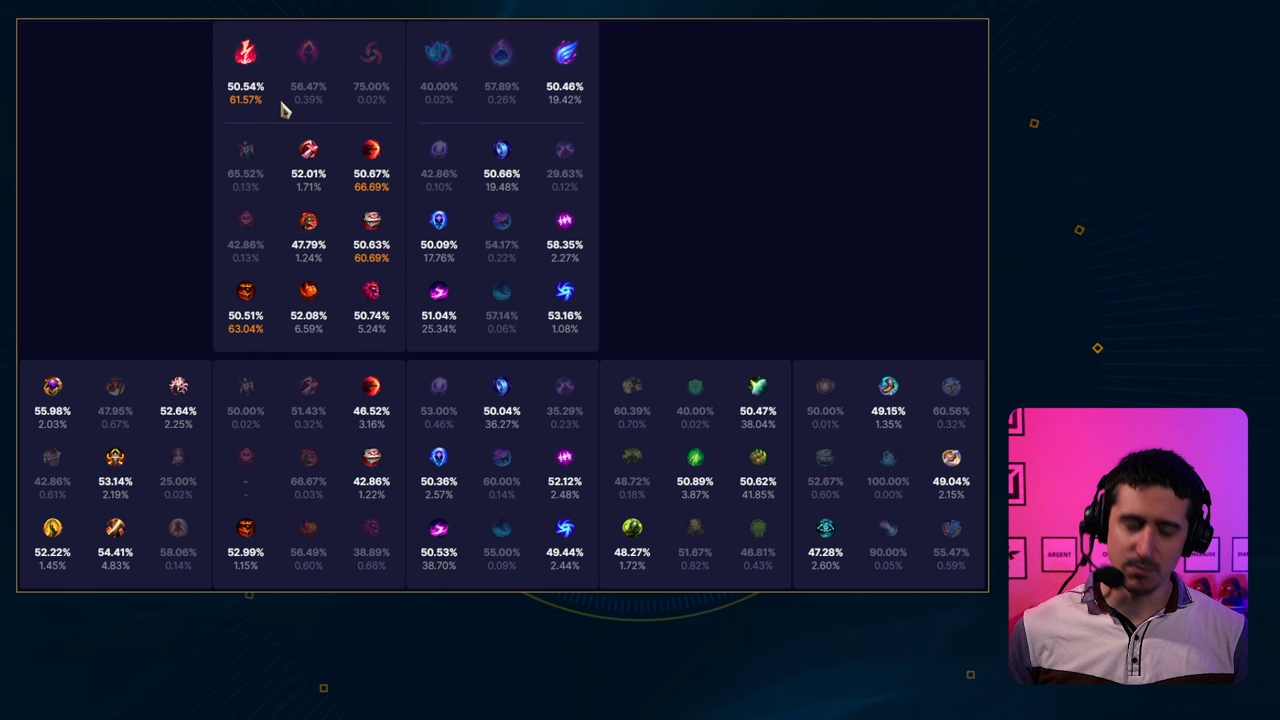 50.54% 56.47% 75.00% 40.00% 57.89% 50.46%
61.57% 0.39% 0.02% 0.02% 0.26% 19.42%
65.52% 52.01% 50.67% 42.86% 50.66% 29.63%
0.13% 1.71% 66.69% 0.10% 19.48% 0.12%
42.86% 47.79% 50.63% 50.09% 54.17% 58.35%
0.13% 1.24% 60.69% 17.76% 0.22% 2.27%
50.51% 52.08% 50.74% 51.04% 57.14% 53.16%
63.04% 6.59% 5.24% 25.34% 0.06% 1.08%
55.98% 47.95% 52.64% 50.00% 51.43% 46.52% 53.00% 50.04% 35.29% 60.39% 40.00% 50.47% 50.00% 49.15% 60.56%
2.03% 0.67% 2.25% 0.02% 0.32% 3.16% 0.46% 36.27% 0.23% 0.70% 0.02% 38.04% 0.01% 1.35% 0.32%
42.86% 53.14% 25.00% - 66.67% 42.86% 50.36% 60.00% 52.12% 48.72% 50.89% 50.62% 52.67% 100.00% 49.04%
0.61% 2.19% 0.02% - 0.03% 1.22% 2.57% 0.14% 2.48% 0.18% 3.87% 41.85% 0.60% 0.00% 2.15%
52.22% 54.41% 58.06% 52.99% 56.49% 38.89% 50.53% 55.00% 49.44% 48.27% 51.67% 46.81% 47.28% 90.00% 55.47%
1.45% 4.83% 0.14% 1.15% 0.60% 0.66% 38.70% 0.09% 2.44% 1.72% 0.82% 0.43% 2.60% 0.05% 0.59%
ARGENT